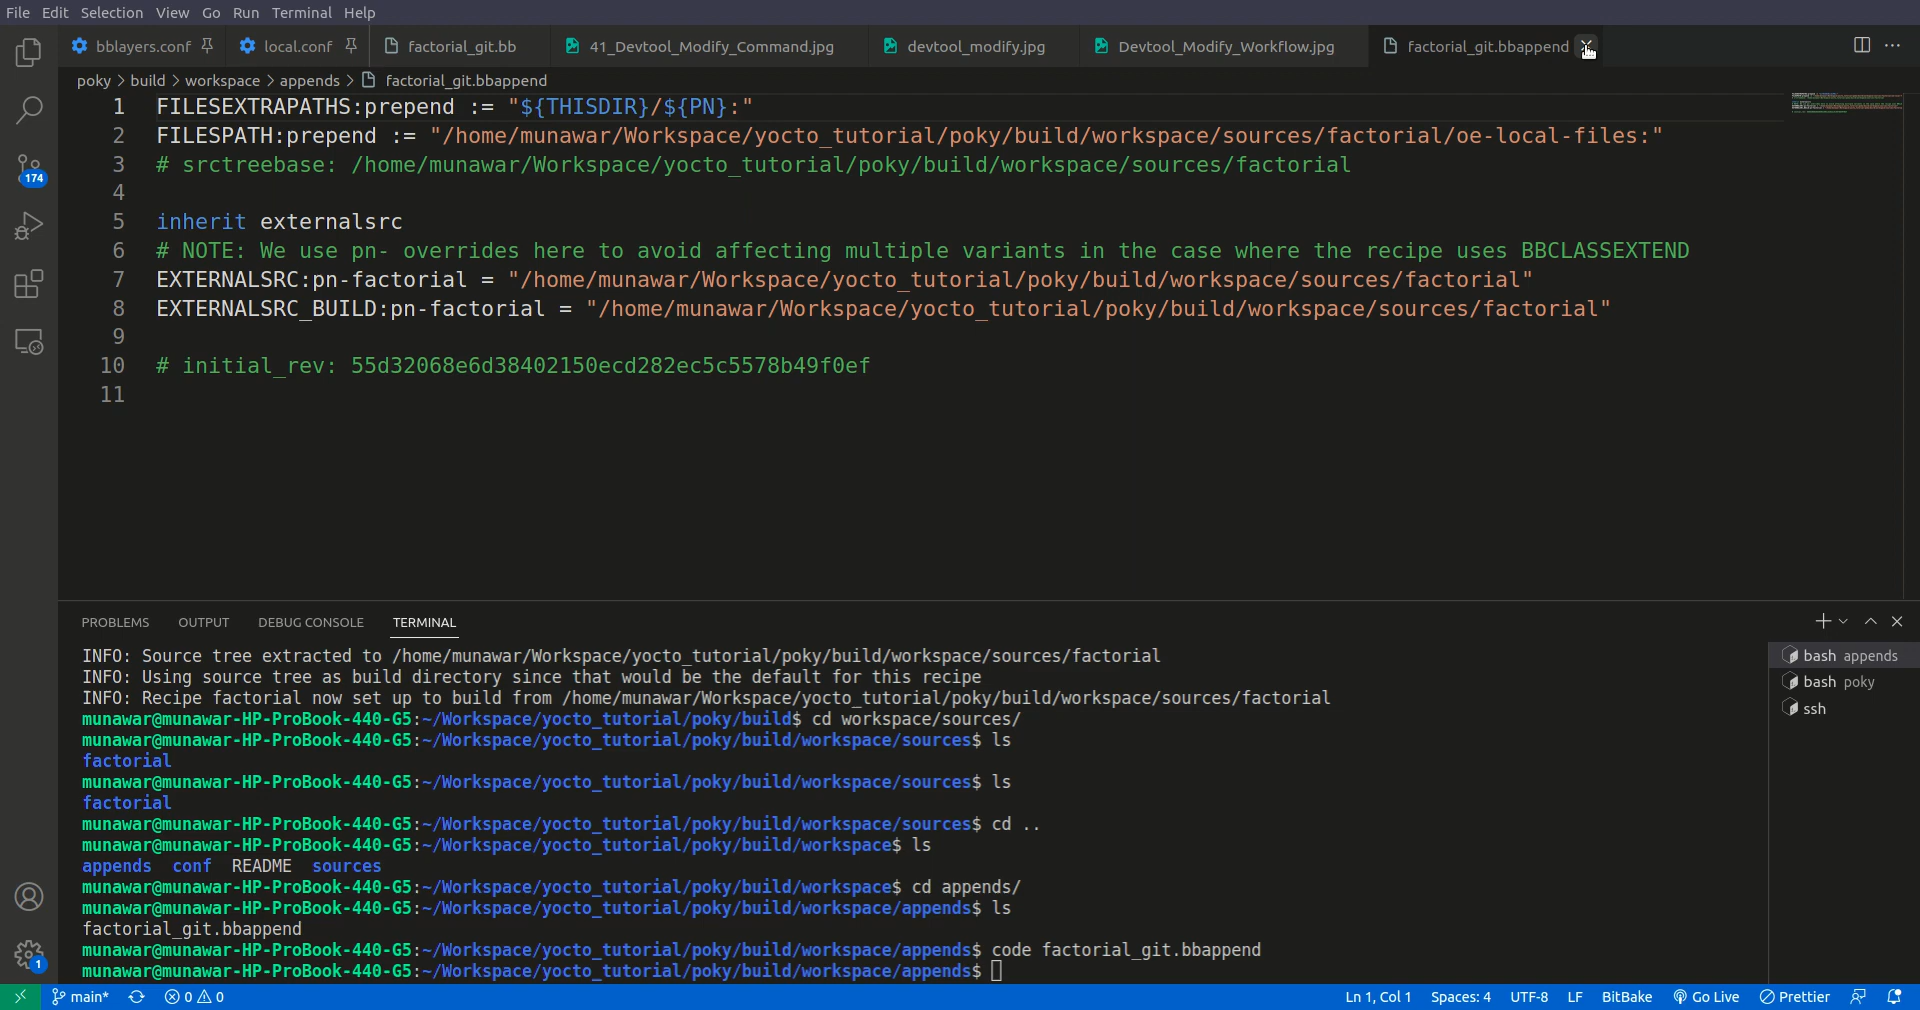 File Edit Selection View Go Run Terminal Help
bblayers.conf local.conf factorial_git.bb 41_Devtool_Modify_Command.jpg devtool_modify.jpg Devtool_Modify_Workflow.jpg factorial_git.bbappend
poky > build > workspace > appends > factorial_git.bbappend
1 FILESEXTRAPATHS:prepend := "${THISDIR}/${PN}:"
2 FILESPATH:prepend := "/home/munawar/Workspace/yocto_tutorial/poky/build/workspace/sources/factorial/oe-local-files:"
3 # srctreebase: /home/munawar/Workspace/yocto_tutorial/poky/build/workspace/sources/factorial
4
5 inherit externalsrc
6 # NOTE: We use pn- overrides here to avoid affecting multiple variants in the case where the recipe uses BBCLASSEXTEND
7 EXTERNALSRC:pn-factorial = "/home/munawar/Workspace/yocto_tutorial/poky/build/workspace/sources/factorial"
8 EXTERNALSRC_BUILD:pn-factorial = "/home/munawar/Workspace/yocto_tutorial/poky/build/workspace/sources/factorial"
9
10 # initial_rev: 55d32068e6d38402150ecd282ec5c5578b49f0ef
11
174
PROBLEMS OUTPUT DEBUG CONSOLE TERMINAL
INFO: Source tree extracted to /home/munawar/Workspace/yocto_tutorial/poky/build/workspace/sources/factorial
INFO: Using source tree as build directory since that would be the default for this recipe
INFO: Recipe factorial now set up to build from /home/munawar/Workspace/yocto_tutorial/poky/build/workspace/sources/factorial
munawar@munawar-HP-ProBook-440-G5:~/Workspace/yocto_tutorial/poky/build$ cd workspace/sources/
munawar@munawar-HP-ProBook-440-G5:~/Workspace/yocto_tutorial/poky/build/workspace/sources$ ls
factorial
munawar@munawar-HP-ProBook-440-G5:~/Workspace/yocto_tutorial/poky/build/workspace/sources$ ls
factorial
munawar@munawar-HP-ProBook-440-G5:~/Workspace/yocto_tutorial/poky/build/workspace/sources$ cd ..
munawar@munawar-HP-ProBook-440-G5:~/Workspace/yocto_tutorial/poky/build/workspace$ ls
appends conf README sources
munawar@munawar-HP-ProBook-440-G5:~/Workspace/yocto_tutorial/poky/build/workspace$ cd appends/
munawar@munawar-HP-ProBook-440-G5:~/Workspace/yocto_tutorial/poky/build/workspace/appends$ ls
factorial_git.bbappend
munawar@munawar-HP-ProBook-440-G5:~/Workspace/yocto_tutorial/poky/build/workspace/appends$ code factorial_git.bbappend
munawar@munawar-HP-ProBook-440-G5:~/Workspace/yocto_tutorial/poky/build/workspace/appends$
bash appends
bash poky
ssh
1
main* 0 0 Ln 1, Col 1 Spaces: 4 UTF-8 LF BitBake Go Live Prettier